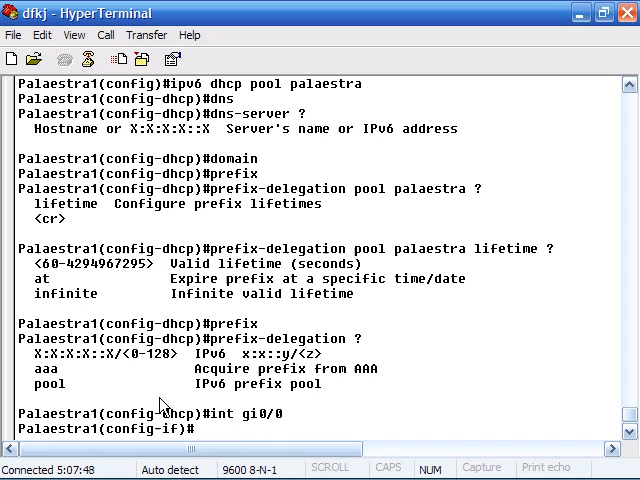 dfkj - HyperTerminal
File Edit View Call Transfer Help
Palaestra1(config)#ipv6 dhcp pool palaestra
Palaestra1(config-dhcp)#dns
Palaestra1(config-dhcp)#dns-server ?
Hostname or X:X:X:X::X Server's name or IPv6 address
Palaestra1(config-dhcp)#domain
Palaestra1(config-dhcp)#prefix
Palaestra1(config-dhcp)#prefix-delegation pool palaestra ?
lifetime Configure prefix lifetimes
<cr>
Palaestra1(config-dhcp)#prefix-delegation pool palaestra lifetime ?
<60-4294967295> Valid lifetime (seconds)
at Expire prefix at a specific time/date
infinite Infinite valid lifetime
Palaestra1(config-dhcp)#prefix
Palaestra1(config-dhcp)#prefix-delegation ?
X:X:X:X::X/<0-128> IPv6 x:x::y/<z>
aaa Acquire prefix from AAA
pool IPv6 prefix pool
Palaestra1(config-dhcp)#int gi0/0
Palaestra1(config-if)#
Connected 5:07:48 Auto detect 9600 8-N-1 SCROLL CAPS NUM Capture Print echo